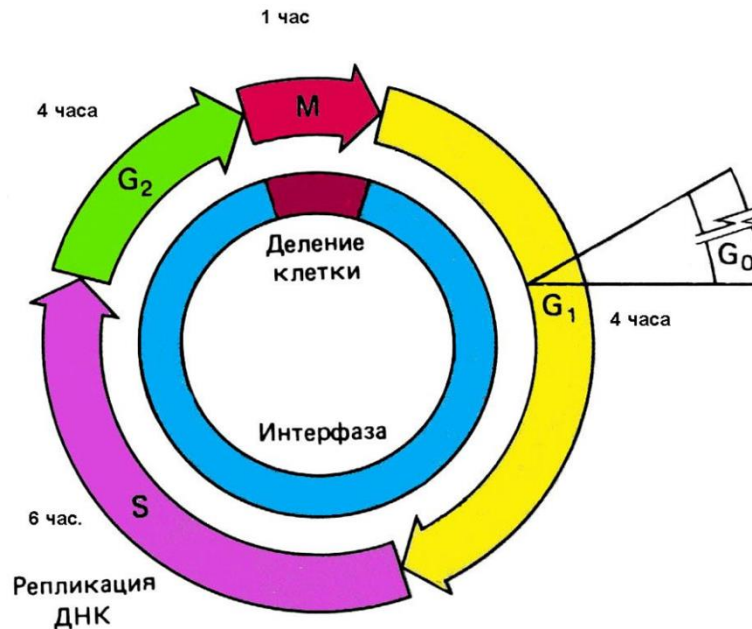 1 час
4 часа
M
G₂
Деление
клетки
G₀
G₁
4 часа
Интерфаза
S
6 час.
Репликация
ДНК